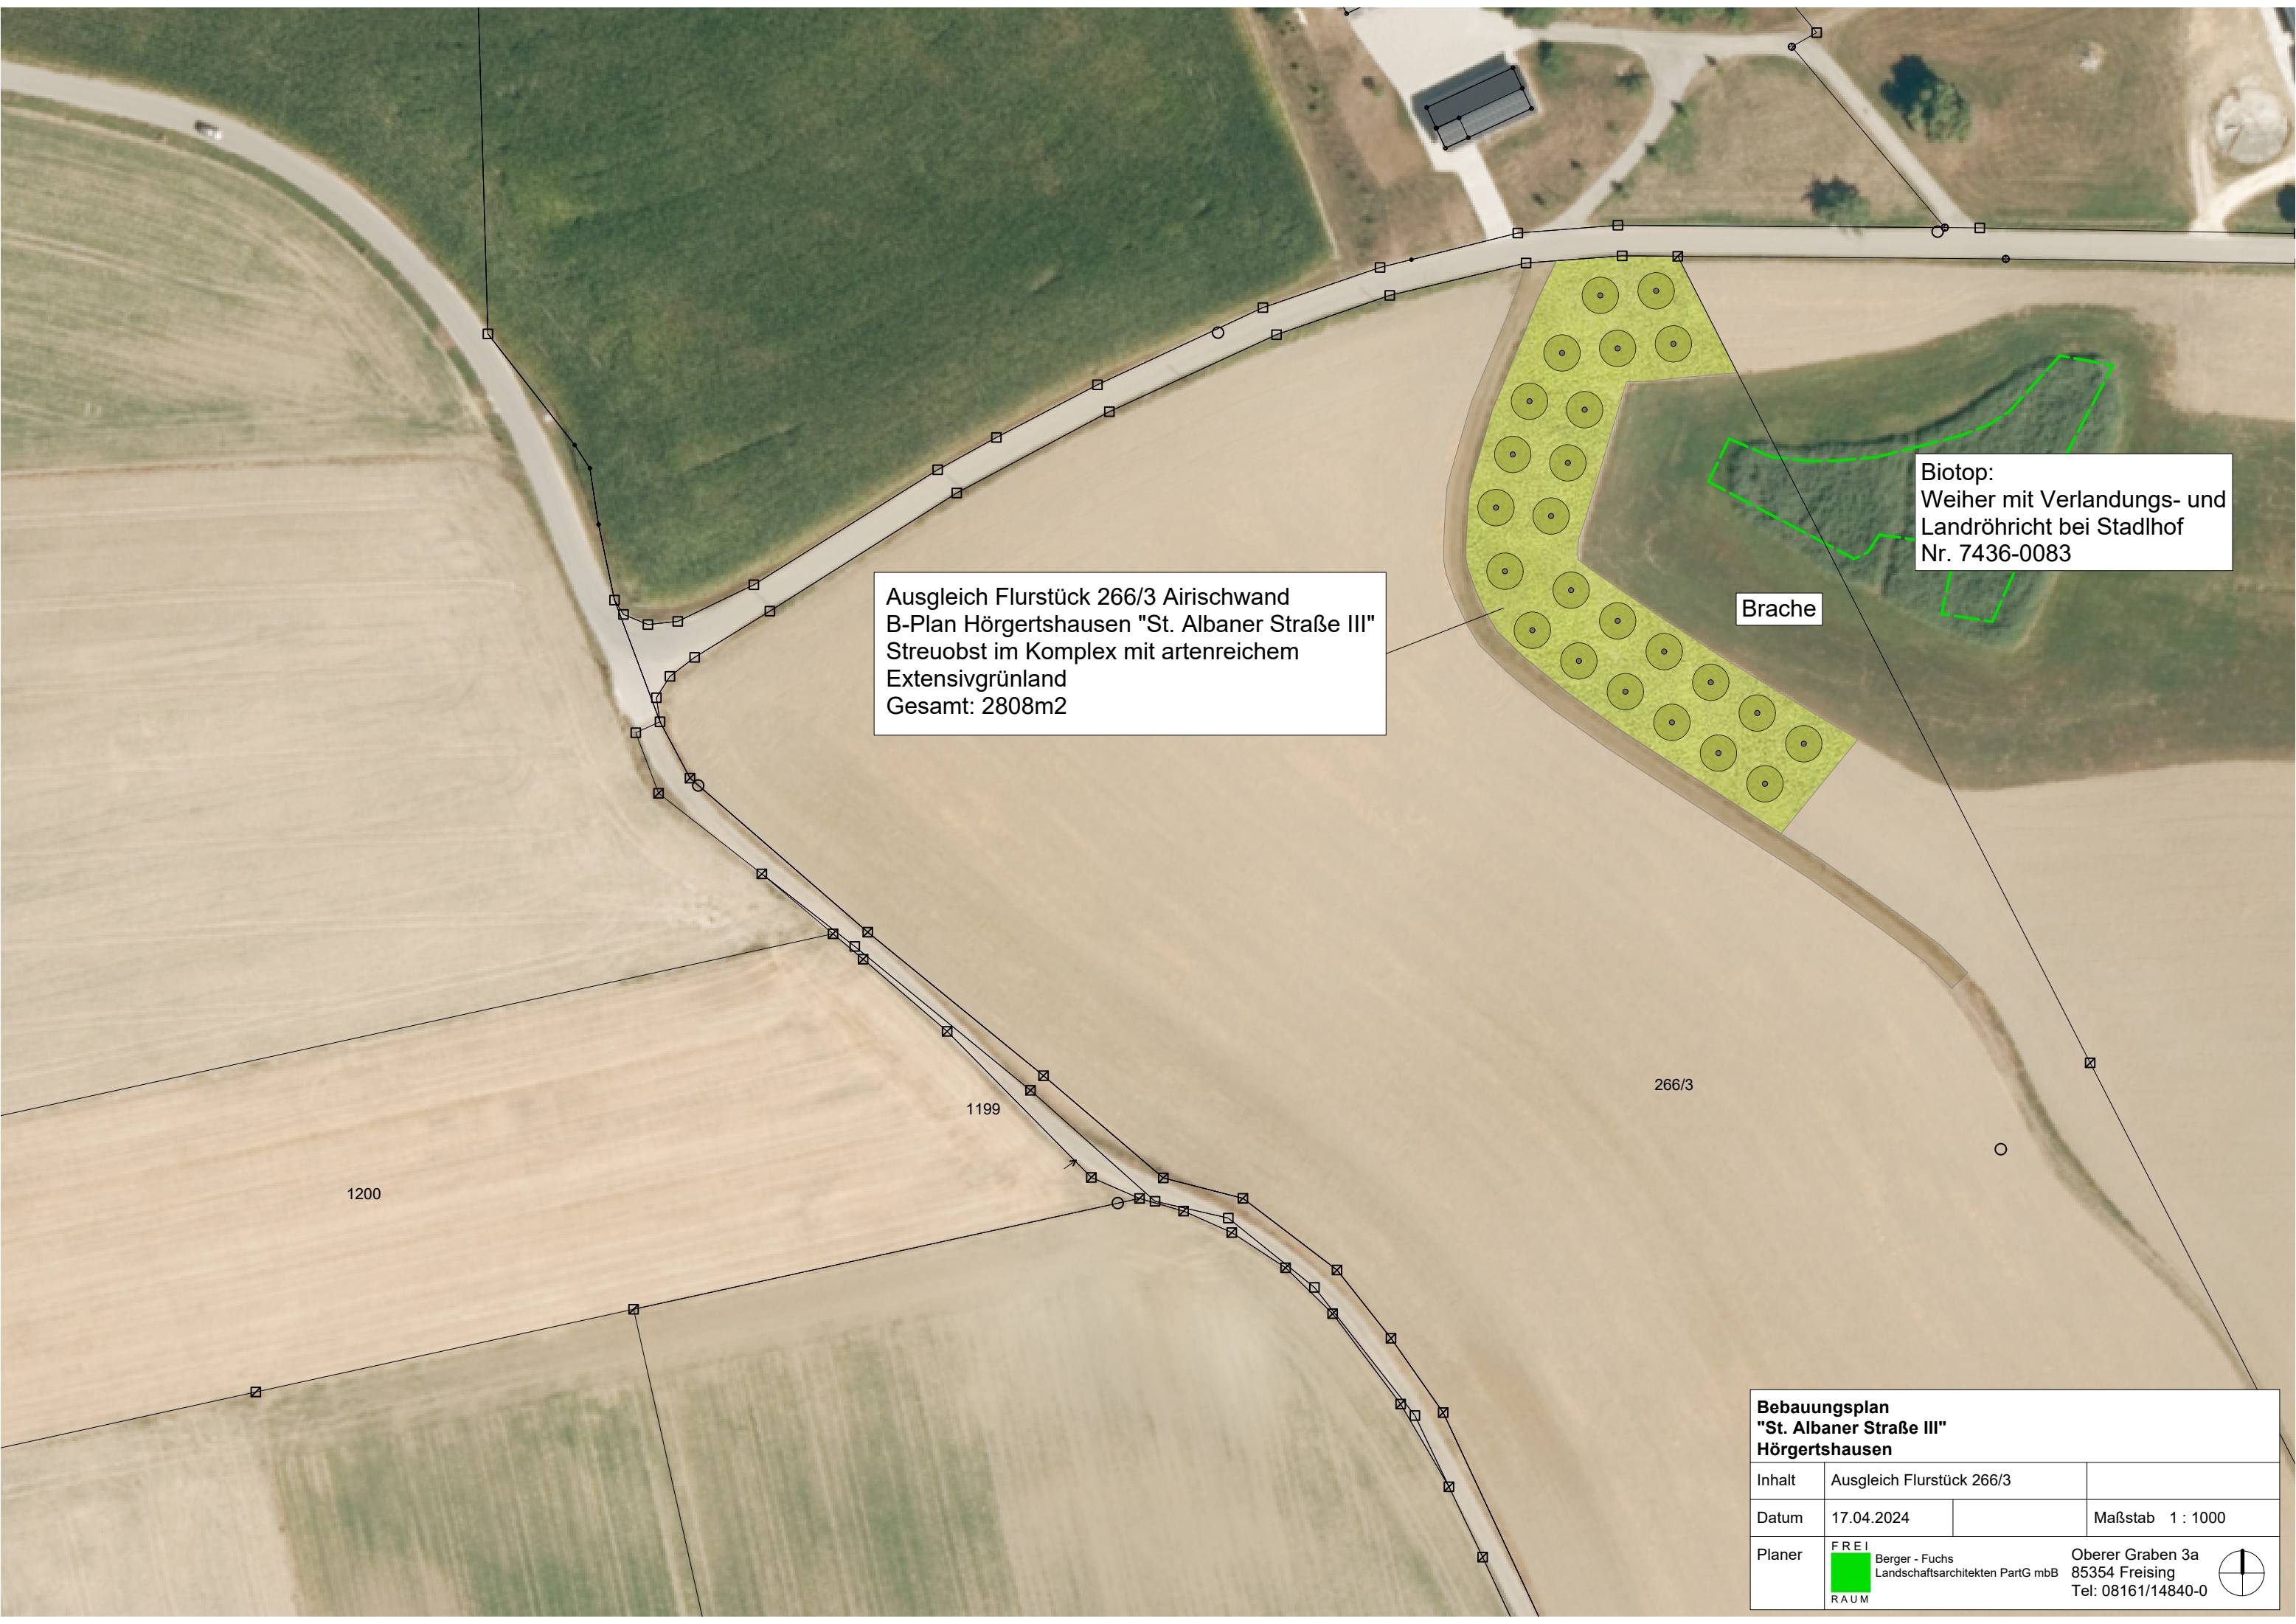 Biotop:
Weiher mit Verlandungs- und
Landröhricht bei Stadlhof
Nr. 7436-0083
Ausgleich Flurstück 266/3 Airischwand
B-Plan Hörgertshausen "St. Albaner Straße III"
Streuobst im Komplex mit artenreichem
Extensivgrünland
Gesamt: 2808m2
Brache
266/3
1199
1200
Bebauungsplan
"St. Albaner Straße III"
Hörgertshausen
Inhalt Ausgleich Flurstück 266/3
Datum 17.04.2024 Maßstab 1 : 1000
Planer
FREI
RAUM
Berger - Fuchs
Landschaftsarchitekten PartG mbB
Oberer Graben 3a
85354 Freising
Tel: 08161/14840-0